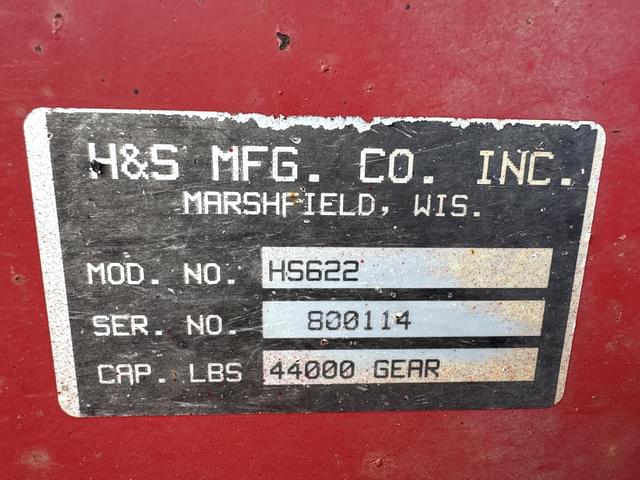 H&S MFG. CO. INC.
MARSHFIELD, WIS.
MOD. NO. HS622
SER. NO. 800114
CAP. LBS 44000 GEAR